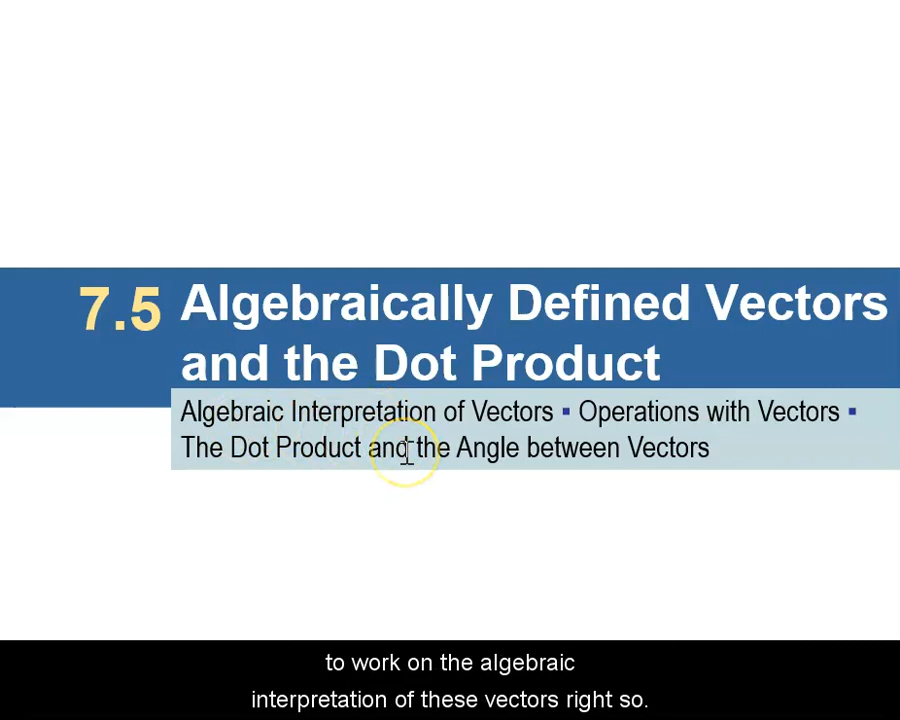 7.5 Algebraically Defined Vectors
and the Dot Product
Algebraic Interpretation of Vectors ▪ Operations with Vectors ▪
The Dot Product and the Angle between Vectors
to work on the algebraic
interpretation of these vectors right so.